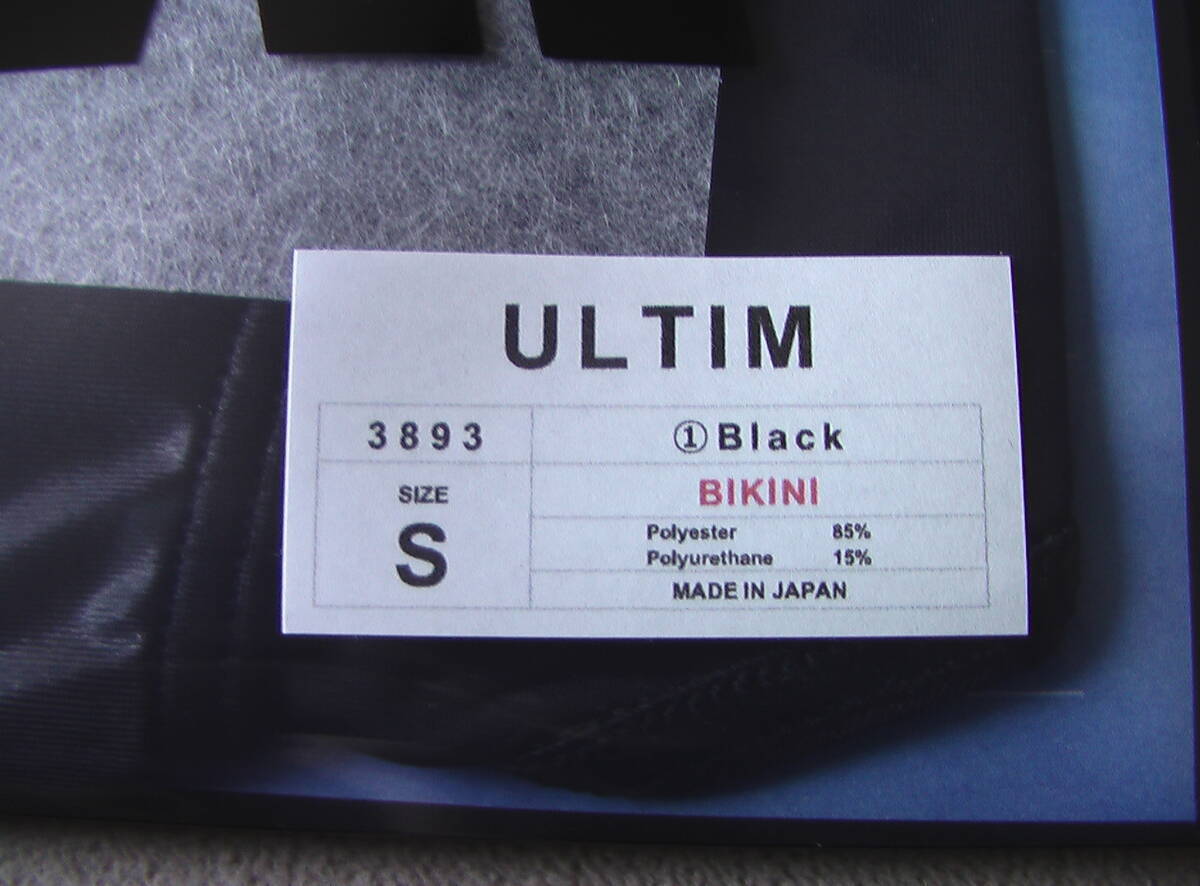 ULTIM
3893
①Black
SIZE
S
BIKINI
Polyester 85%
Polyurethane 15%
MADE IN JAPAN